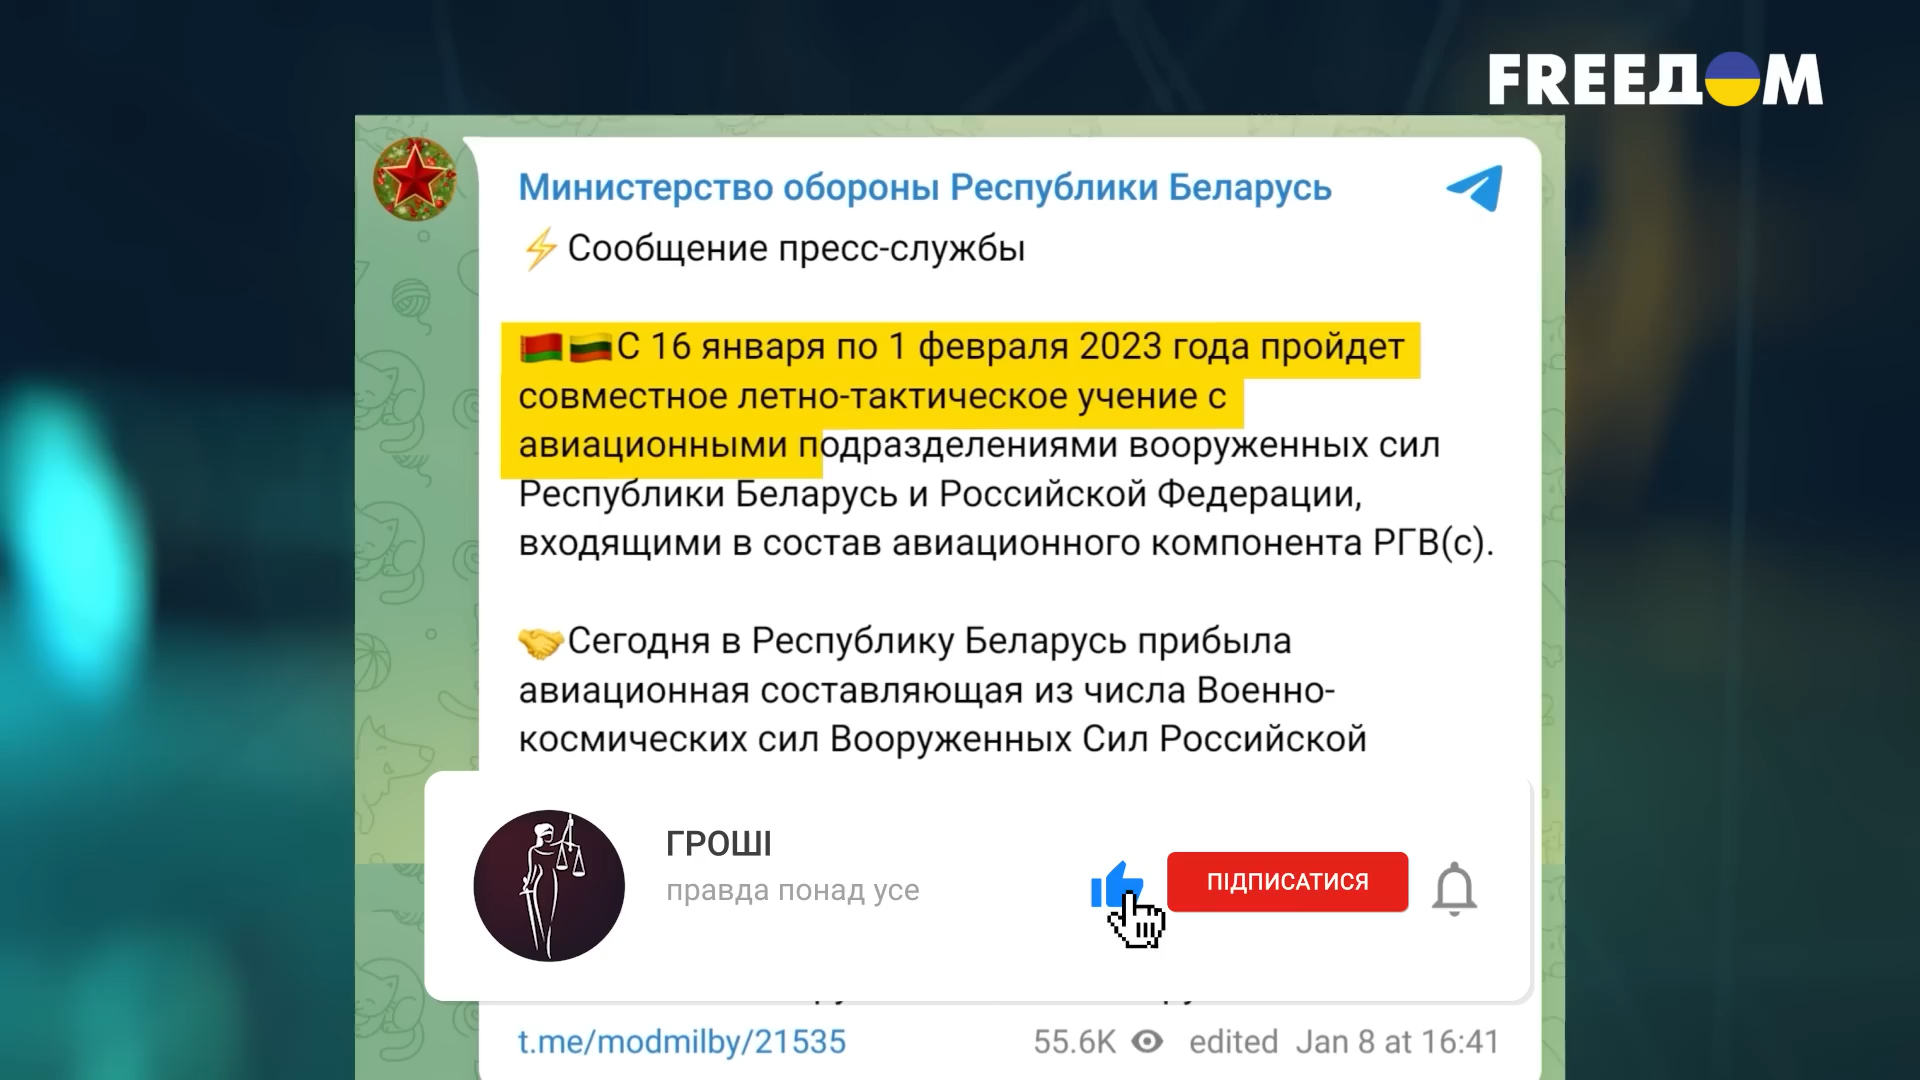 FREEДOM
Министерство обороны Республики Беларусь
⚡Сообщение пресс-службы
С 16 января по 1 февраля 2023 года пройдет
совместное летно-тактическое учение с
авиационными подразделениями вооруженных сил
Республики Беларусь и Российской Федерации,
входящими в состав авиационного компонента РГВ(с).
🤝Сегодня в Республику Беларусь прибыла
авиационная составляющая из числа Военно-
космических сил Вооруженных Сил Российской
ГРОШІ
правда понад усе
ПІДПИСАТИСЯ
t.me/modmilby/21535 55.6K edited Jan 8 at 16:41